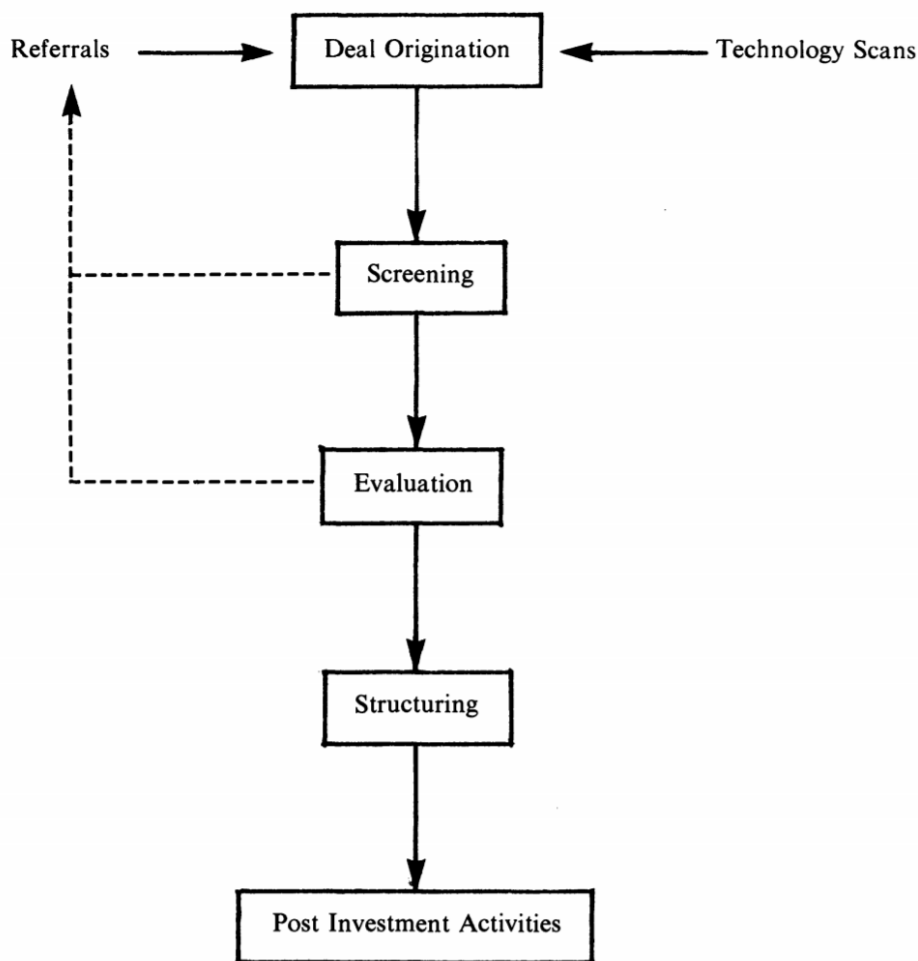 Referrals
Deal Origination
Technology Scans
Screening
Evaluation
Structuring
Post Investment Activities